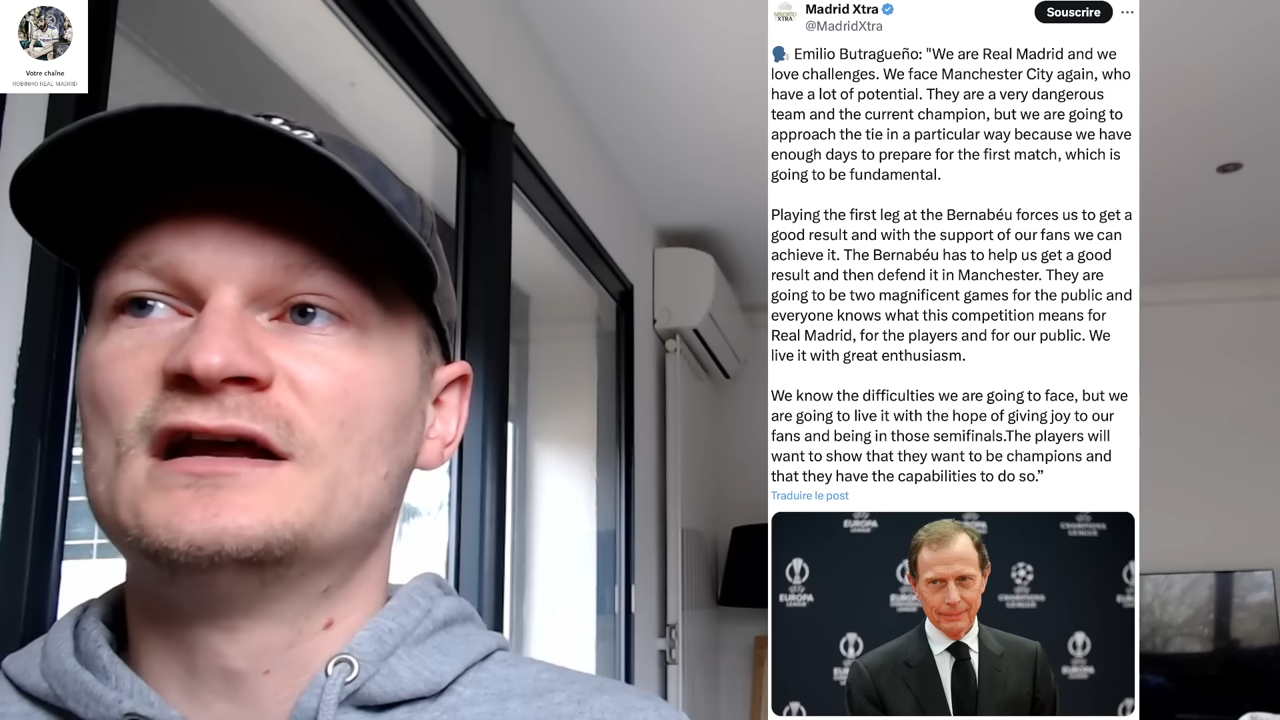 Votre chaîne
ROBINHO REAL MADRID
Madrid Xtra
@MadridXtra
Souscrire
Emilio Butragueño: "We are Real Madrid and we
love challenges. We face Manchester City again, who
have a lot of potential. They are a very dangerous
team and the current champion, but we are going to
approach the tie in a particular way because we have
enough days to prepare for the first match, which is
going to be fundamental.
Playing the first leg at the Bernabéu forces us to get a
good result and with the support of our fans we can
achieve it. The Bernabéu has to help us get a good
result and then defend it in Manchester. They are
going to be two magnificent games for the public and
everyone knows what this competition means for
Real Madrid, for the players and for our public. We
live it with great enthusiasm.
We know the difficulties we are going to face, but we
are going to live it with the hope of giving joy to our
fans and being in those semifinals.The players will
want to show that they want to be champions and
that they have the capabilities to do so.”
Traduire le post
EUROPA
CHAMPIONS
LEAGUE
EUROPA
LEAGUE
CHAMPIONS
LEAGUE